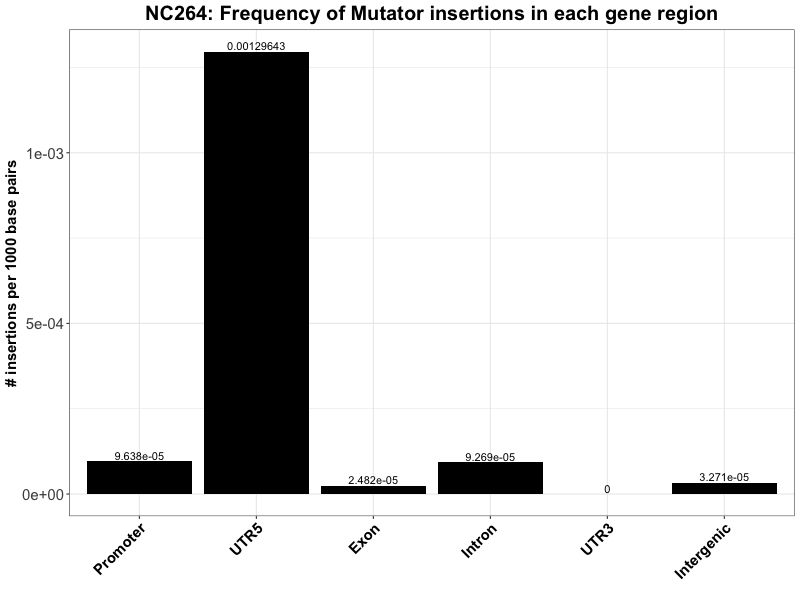 NC264: Frequency of Mutator insertions in each gene region
# insertions per 1000 base pairs
1e-03
5e-04
0e+00
9.638e-05
0.00129643
2.482e-05
9.269e-05
0
3.271e-05
Promoter
UTR5
Exon
Intron
UTR3
Intergenic